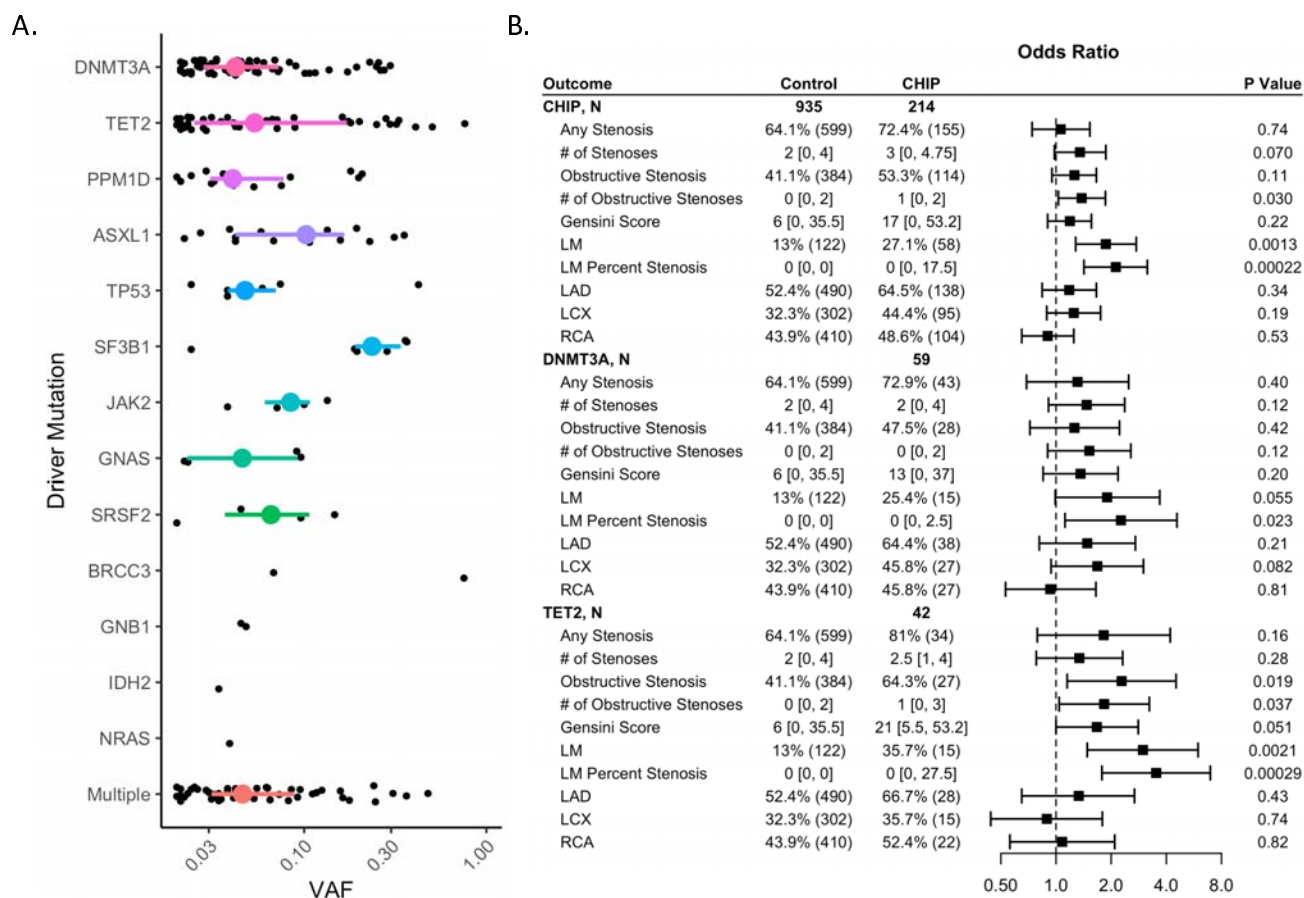 A.
DNMT3A
TET2
PPM1D
ASXL1
TP53
SF3B1
JAK2
GNAS
SRSF2
BRCC3
GNB1
IDH2
NRAS
Multiple
Driver Mutation
0.03 0.10 0.30 1.00
VAF
B.
Odds Ratio
Outcome Control CHIP P Value
CHIP, N 935 214
Any Stenosis 64.1% (599) 72.4% (155) 0.74
# of Stenoses 2 [0, 4] 3 [0, 4.75] 0.070
Obstructive Stenosis 41.1% (384) 53.3% (114) 0.11
# of Obstructive Stenoses 0 [0, 2] 1 [0, 2] 0.030
Gensini Score 6 [0, 35.5] 17 [0, 53.2] 0.22
LM 13% (122) 27.1% (58) 0.0013
LM Percent Stenosis 0 [0, 0] 0 [0, 17.5] 0.00022
LAD 52.4% (490) 64.5% (138) 0.34
LCX 32.3% (302) 44.4% (95) 0.19
RCA 43.9% (410) 48.6% (104) 0.53
DNMT3A, N 59
Any Stenosis 64.1% (599) 72.9% (43) 0.40
# of Stenoses 2 [0, 4] 2 [0, 4] 0.12
Obstructive Stenosis 41.1% (384) 47.5% (28) 0.42
# of Obstructive Stenoses 0 [0, 2] 0 [0, 2] 0.12
Gensini Score 6 [0, 35.5] 13 [0, 37] 0.20
LM 13% (122) 25.4% (15) 0.055
LM Percent Stenosis 0 [0, 0] 0 [0, 2.5] 0.023
LAD 52.4% (490) 64.4% (38) 0.21
LCX 32.3% (302) 45.8% (27) 0.082
RCA 43.9% (410) 45.8% (27) 0.81
TET2, N 42
Any Stenosis 64.1% (599) 81% (34) 0.16
# of Stenoses 2 [0, 4] 2.5 [1, 4] 0.28
Obstructive Stenosis 41.1% (384) 64.3% (27) 0.019
# of Obstructive Stenoses 0 [0, 2] 1 [0, 3] 0.037
Gensini Score 6 [0, 35.5] 21 [5.5, 53.2] 0.051
LM 13% (122) 35.7% (15) 0.0021
LM Percent Stenosis 0 [0, 0] 0 [0, 27.5] 0.00029
LAD 52.4% (490) 66.7% (28) 0.43
LCX 32.3% (302) 35.7% (15) 0.74
RCA 43.9% (410) 52.4% (22) 0.82
0.50 1.0 2.0 4.0 8.0